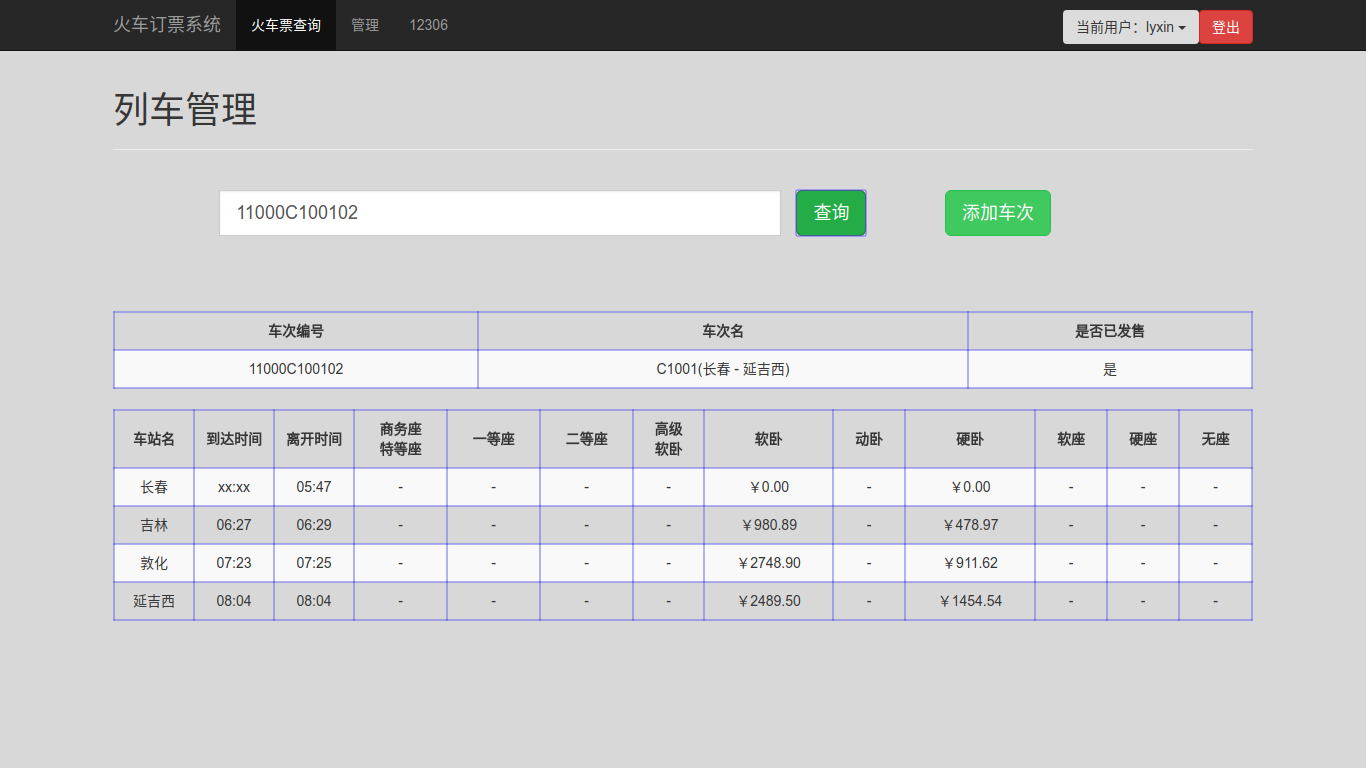 火车订票系统 火车票查询 管理 12306 当前用户：lyxin 登出
列车管理
11000C100102 查询 添加车次
车次编号 车次名 是否已发售
11000C100102 C1001(长春 - 延吉西) 是
车站名 到达时间 离开时间 商务座 特等座 一等座 二等座 高级 软卧 软卧 动卧 硬卧 软座 硬座 无座
长春 xx:xx 05:47 - - - - ￥0.00 - ￥0.00 - - -
吉林 06:27 06:29 - - - - ￥980.89 - ￥478.97 - - -
敦化 07:23 07:25 - - - - ￥2748.90 - ￥911.62 - - -
延吉西 08:04 08:04 - - - - ￥2489.50 - ￥1454.54 - - -